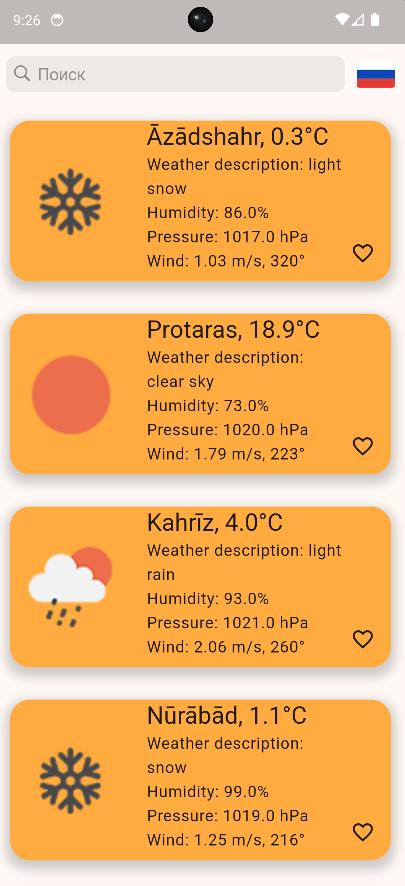 9:26
Поиск
Āzādshahr, 0.3°C
Weather description: light
snow
Humidity: 86.0%
Pressure: 1017.0 hPa
Wind: 1.03 m/s, 320°
Protaras, 18.9°C
Weather description:
clear sky
Humidity: 73.0%
Pressure: 1020.0 hPa
Wind: 1.79 m/s, 223°
Kahrīz, 4.0°C
Weather description: light
rain
Humidity: 93.0%
Pressure: 1021.0 hPa
Wind: 2.06 m/s, 260°
Nūrābād, 1.1°C
Weather description:
snow
Humidity: 99.0%
Pressure: 1019.0 hPa
Wind: 1.25 m/s, 216°